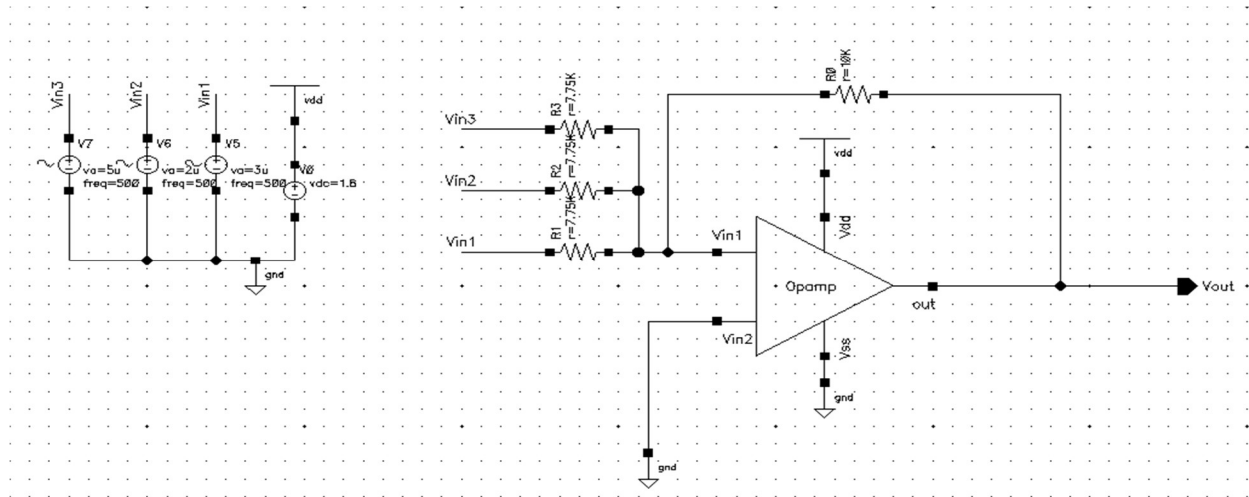 Vin3
Vin2
Vin1
vdd
V7
V6
V5
V0
va=5u
va=2u
va=3u
vdc=1.8
freq=500
freq=500
freq=500
gnd
Vin3
Vin2
Vin1
R3
r=7.75K
R2
r=7.75K
R1
r=7.75K
R0
r=10K
vdd
Vdd
Vin1
Opamp
out
Vout
Vin2
Vss
gnd
gnd